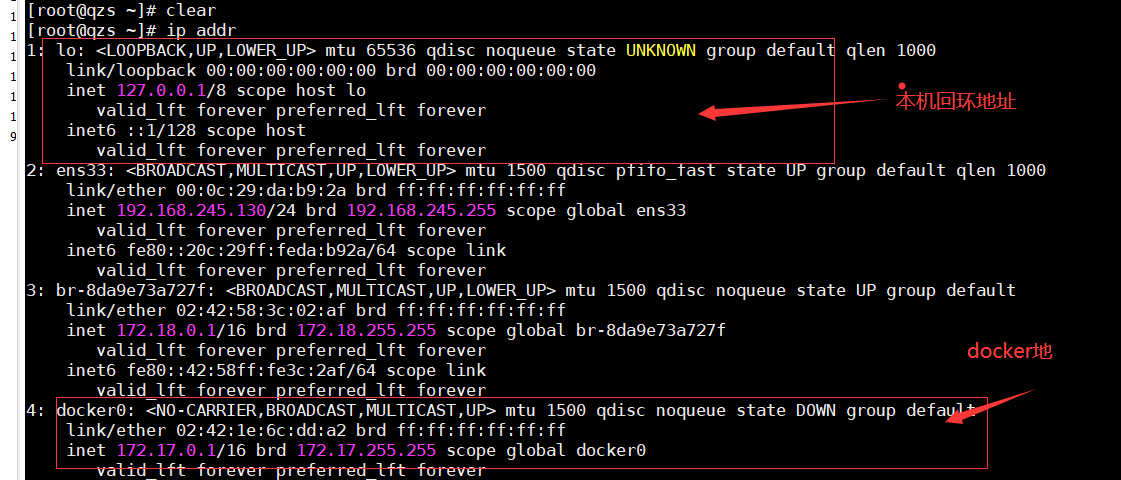 [root@qzs ~]# clear
[root@qzs ~]# ip addr
1: lo: <LOOPBACK,UP,LOWER_UP> mtu 65536 qdisc noqueue state UNKNOWN group default qlen 1000
link/loopback 00:00:00:00:00:00 brd 00:00:00:00:00:00
inet 127.0.0.1/8 scope host lo
本机回环地址
valid_lft forever preferred_lft forever
inet6 ::1/128 scope host
valid_lft forever preferred_lft forever
2: ens33: <BROADCAST,MULTICAST,UP,LOWER_UP> mtu 1500 qdisc pfifo_fast state UP group default qlen 1000
link/ether 00:0c:29:da:b9:2a brd ff:ff:ff:ff:ff:ff
inet 192.168.245.130/24 brd 192.168.245.255 scope global ens33
valid_lft forever preferred_lft forever
inet6 fe80::20c:29ff:feda:b92a/64 scope link
valid_lft forever preferred_lft forever
3: br-8da9e73a727f: <BROADCAST,MULTICAST,UP,LOWER_UP> mtu 1500 qdisc noqueue state UP group default
link/ether 02:42:58:3c:02:af brd ff:ff:ff:ff:ff:ff
inet 172.18.0.1/16 brd 172.18.255.255 scope global br-8da9e73a727f
valid_lft forever preferred_lft forever
docker地
inet6 fe80::42:58ff:fe3c:2af/64 scope link
valid_lft forever preferred_lft forever
4: docker0: <NO-CARRIER,BROADCAST,MULTICAST,UP> mtu 1500 qdisc noqueue state DOWN group default
link/ether 02:42:1e:6c:dd:a2 brd ff:ff:ff:ff:ff:ff
inet 172.17.0.1/16 brd 172.17.255.255 scope global docker0
valid_lft forever preferred_lft forever